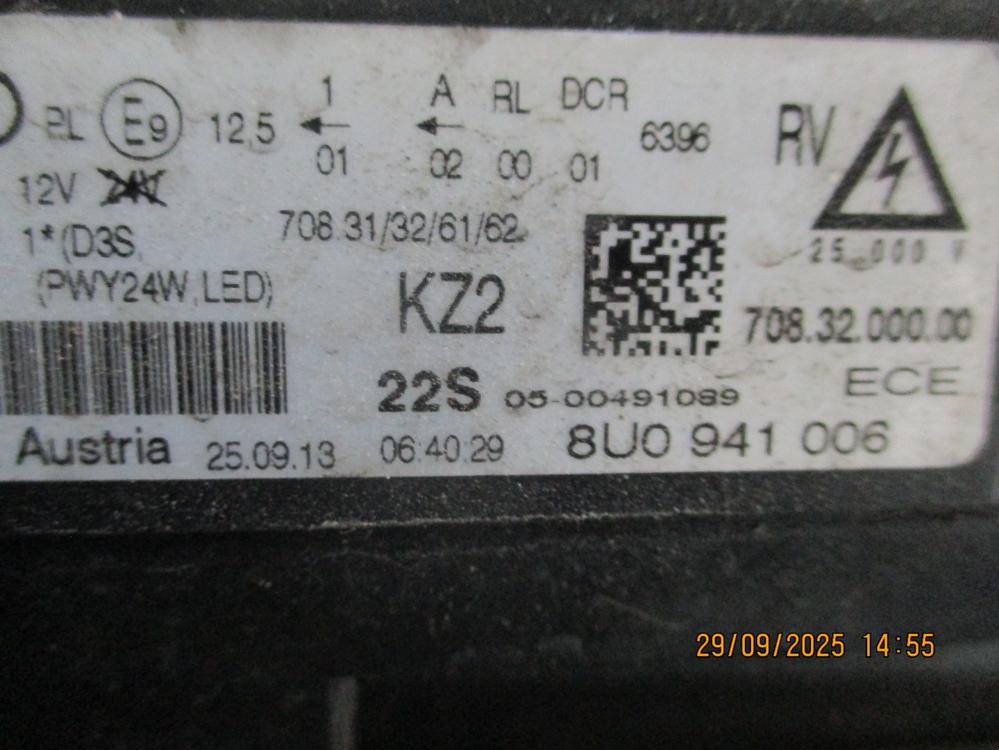 1 A RL DCR
PL E9 12,5 6396 RV
01 02 00 01
12V 24V
708.31/32/61/62
1*(D3S,
(PWY24W,LED)
25.000 V
KZ2
708.32.000.00
22S 05-00491089 ECE
Austria 25.09.13 06:40:29 8U0 941 006
29/09/2025 14:55